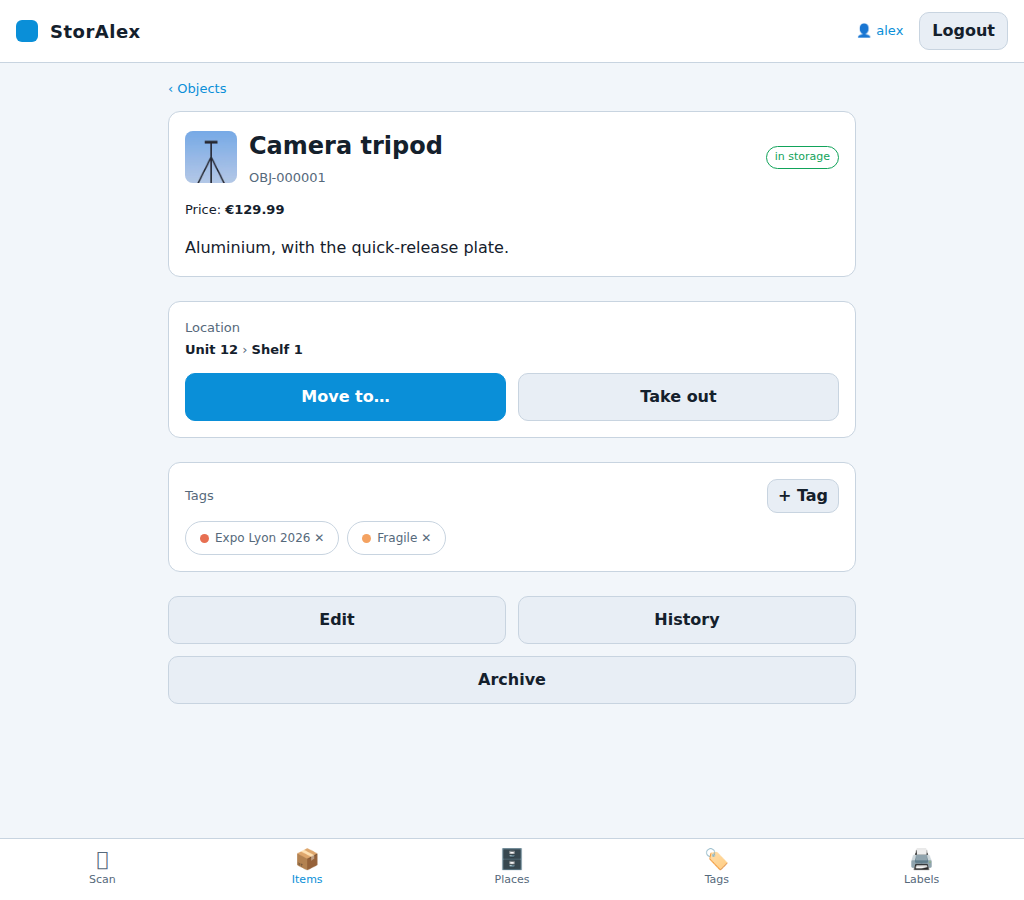 StorAlex
👤 alex
Logout
‹ Objects
Camera tripod
OBJ-000001
in storage
Price: €129.99
Aluminium, with the quick-release plate.
Location
Unit 12 › Shelf 1
Move to…
Take out
Tags
+ Tag
Expo Lyon 2026 ✕
Fragile ✕
Edit
History
Archive
Scan
Items
Places
Tags
Labels